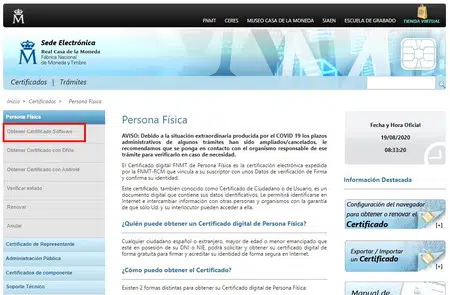 FNMT CERES MUSEO CASA DE LA MONEDA SIAEN ESCUELA DE GRABADO TIENDA VIRTUAL
Sede Electrónica
Real Casa de la Moneda
Fábrica Nacional
de Moneda y Timbre
Certificados | Trámites
Inicio > Certificados > Persona Física
Persona Física
Obtener Certificado Software
Obtener Certificado con DNIe
Obtener Certificado con Android
Verificar estado
Renovar
Anular
Certificado de Representante
Administración Pública
Certificados de componente
Soporte Técnico
Persona Física
AVISO: Debido a la situación extraordinaria producida por el COVID 19 los plazos
administrativos de algunos trámites han sido ampliados/cancelados, le
recomendamos que se ponga en contacto con el organismo responsable de ese
trámite para verificarlo en caso de necesidad.
El Certificado digital FNMT de Persona Física es la certificación electrónica expedida
por la FNMT-RCM que vincula a su suscriptor con unos Datos de verificación de
Firma y confirma su identidad.
Este certificado, también conocido como Certificado de Ciudadano o de Usuario, es un
documento digital que contiene sus datos identificativos. Le permitirá identificarse en
Internet e intercambiar información con otras personas y organismos con la garantía
de que sólo Ud. y su interlocutor pueden acceder a ella.
¿Quién puede obtener un Certificado digital de Persona Física?
Cualquier ciudadano español o extranjero, mayor de edad o menor emancipado que
esté en posesión de su DNI o NIE, podrá solicitar y obtener su certificado digital de
forma gratuita para firmar y acreditar su identidad de forma segura en Internet.
¿Cómo puedo obtener el Certificado?
Existen 2 formas distintas para obtener su Certificado digital de Persona Física:
Fecha y Hora Oficial
19/08/2020
08:33:20
Información Destacada
Configuración del navegador
para obtener o renovar el
Certificado
[+]
Exportar / Importar
un Certificado
[+]